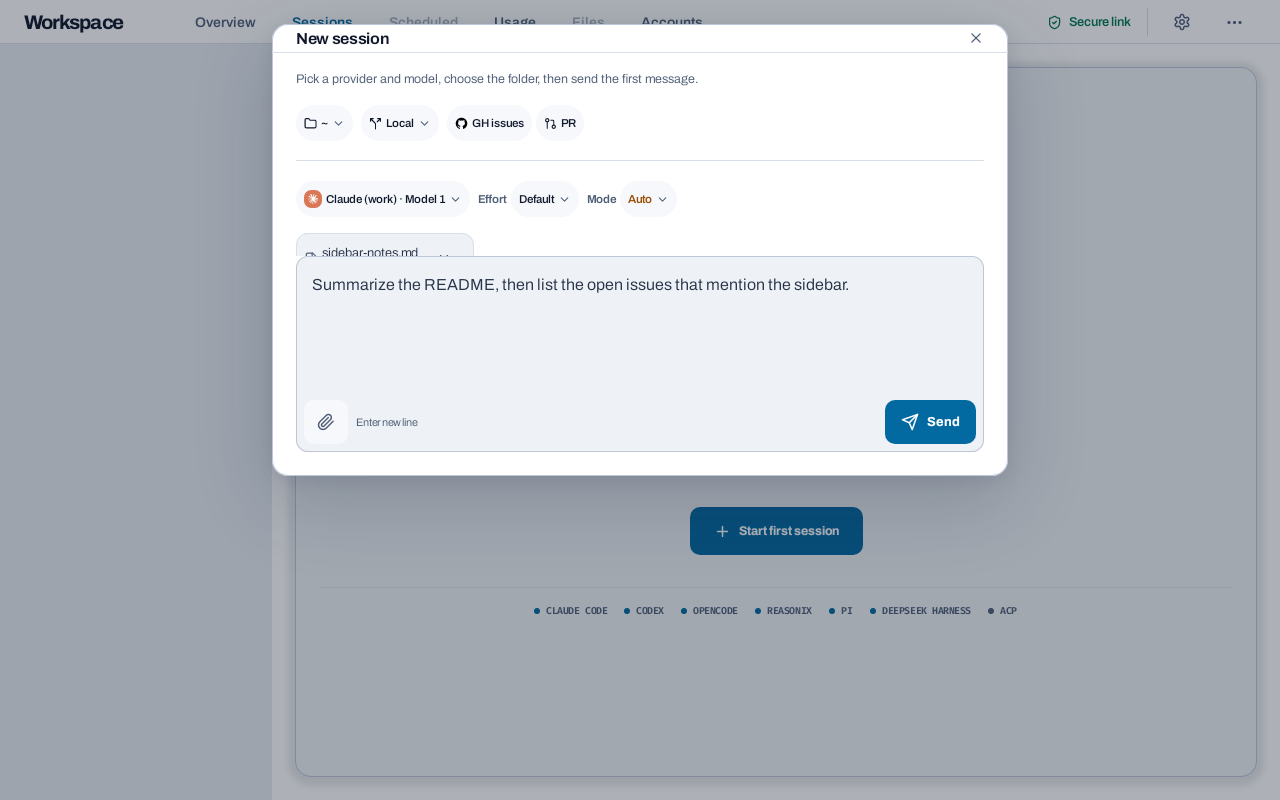 Workspace
Overview
Sessions
Scheduled
Usage
Files
Accounts
Secure link
New session
Pick a provider and model, choose the folder, then send the first message.
~
Local
GH issues
PR
Claude (work) · Model 1
Effort
Default
Mode
Auto
sidebar-notes.md
Summarize the README, then list the open issues that mention the sidebar.
Enter new line
Send
Start first session
CLAUDE CODE
CODEX
OPENCODE
REASONIX
PI
DEEPSEEK HARNESS
ACP